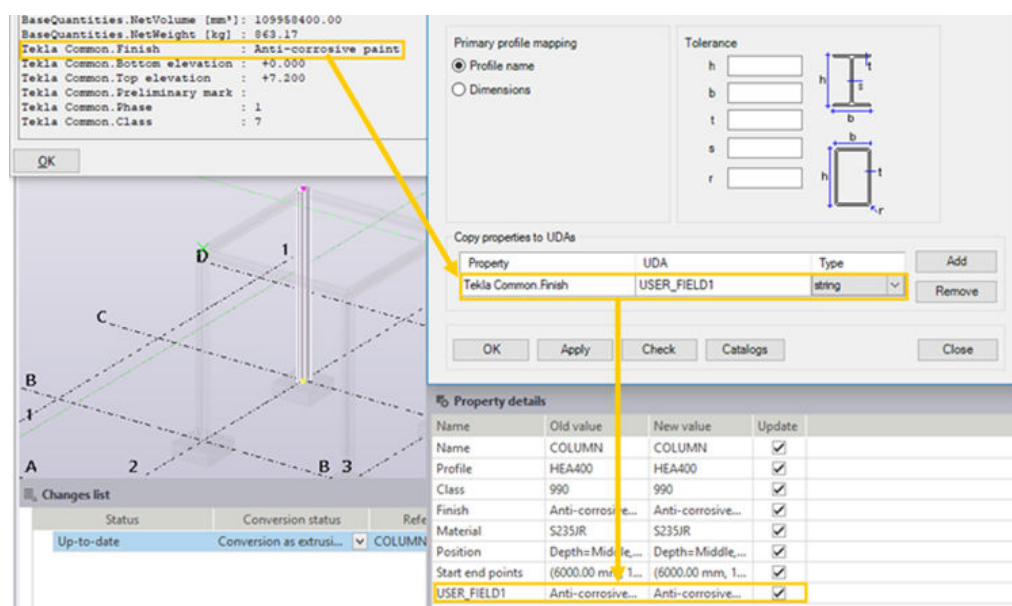 BaseQuantities.NetVolume [mm³]: 109958400.00
BaseQuantities.NetWeight [kg] : 863.17
Tekla Common.Finish : Anti-corrosive paint
Tekla Common.Bottom elevation : +0.000
Tekla Common.Top elevation : +7.200
Tekla Common.Preliminary mark :
Tekla Common.Phase : 1
Tekla Common.Class : 7
OK
Primary profile mapping
Profile name
Dimensions
Tolerance
h
b
t
s
r
h t
s
b
b
h t
r
Copy properties to UDAs
Property UDA Type
Tekla Common.Finish USER_FIELD1 string
Add
Remove
OK Apply Check Catalogs Close
D 1
C
B
1
A 2 B 3
Changes list
Status Conversion status Refe
Up-to-date Conversion as extrusi... COLUMN
Property details
Name Old value New value Update
Name COLUMN COLUMN
Profile HEA400 HEA400
Class 990 990
Finish Anti-corrosive... Anti-corrosive...
Material S235JR S235JR
Position Depth=Middle,... Depth=Middle,...
Start end points (6000.00 mm, 1... (6000.00 mm, 1...
USER_FIELD1 Anti-corrosive... Anti-corrosive...